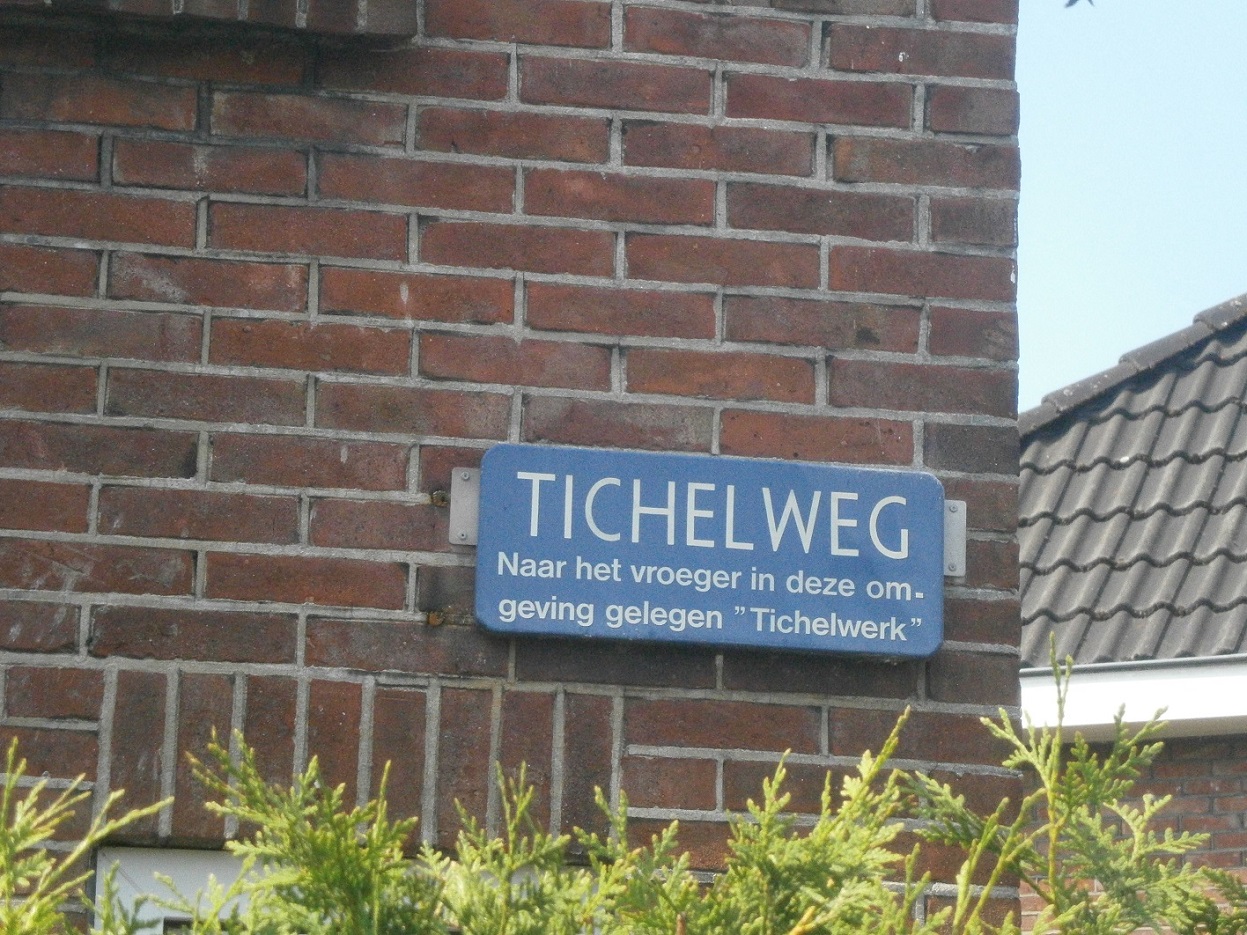 TICHELWEG
Naar het vroeger in deze om-
geving gelegen ”Tichelwerk”